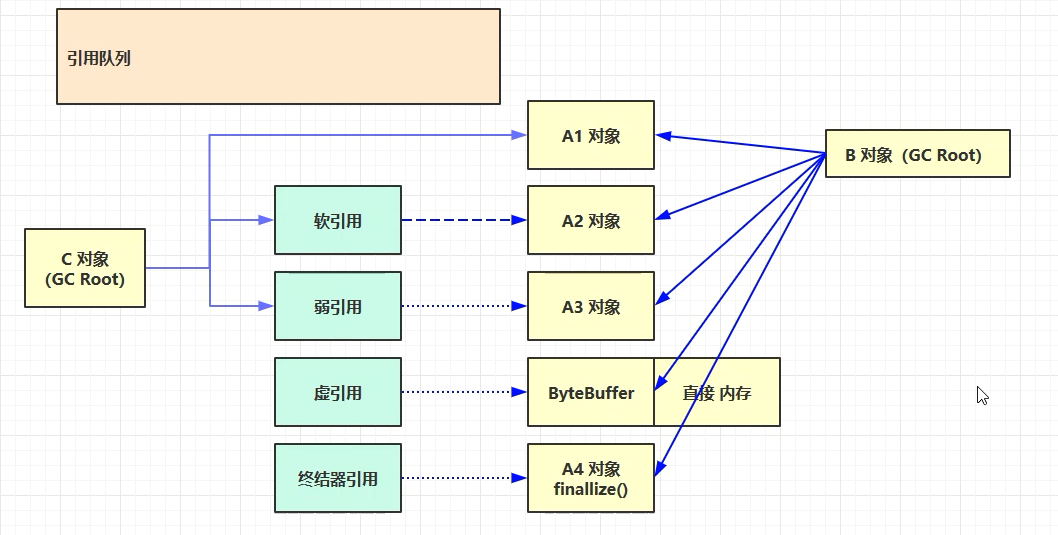 引用队列
A1 对象
B 对象（GC Root）
软引用
A2 对象
C 对象
(GC Root)
弱引用
A3 对象
虚引用
ByteBuffer
直接 内存
终结器引用
A4 对象
finallize()